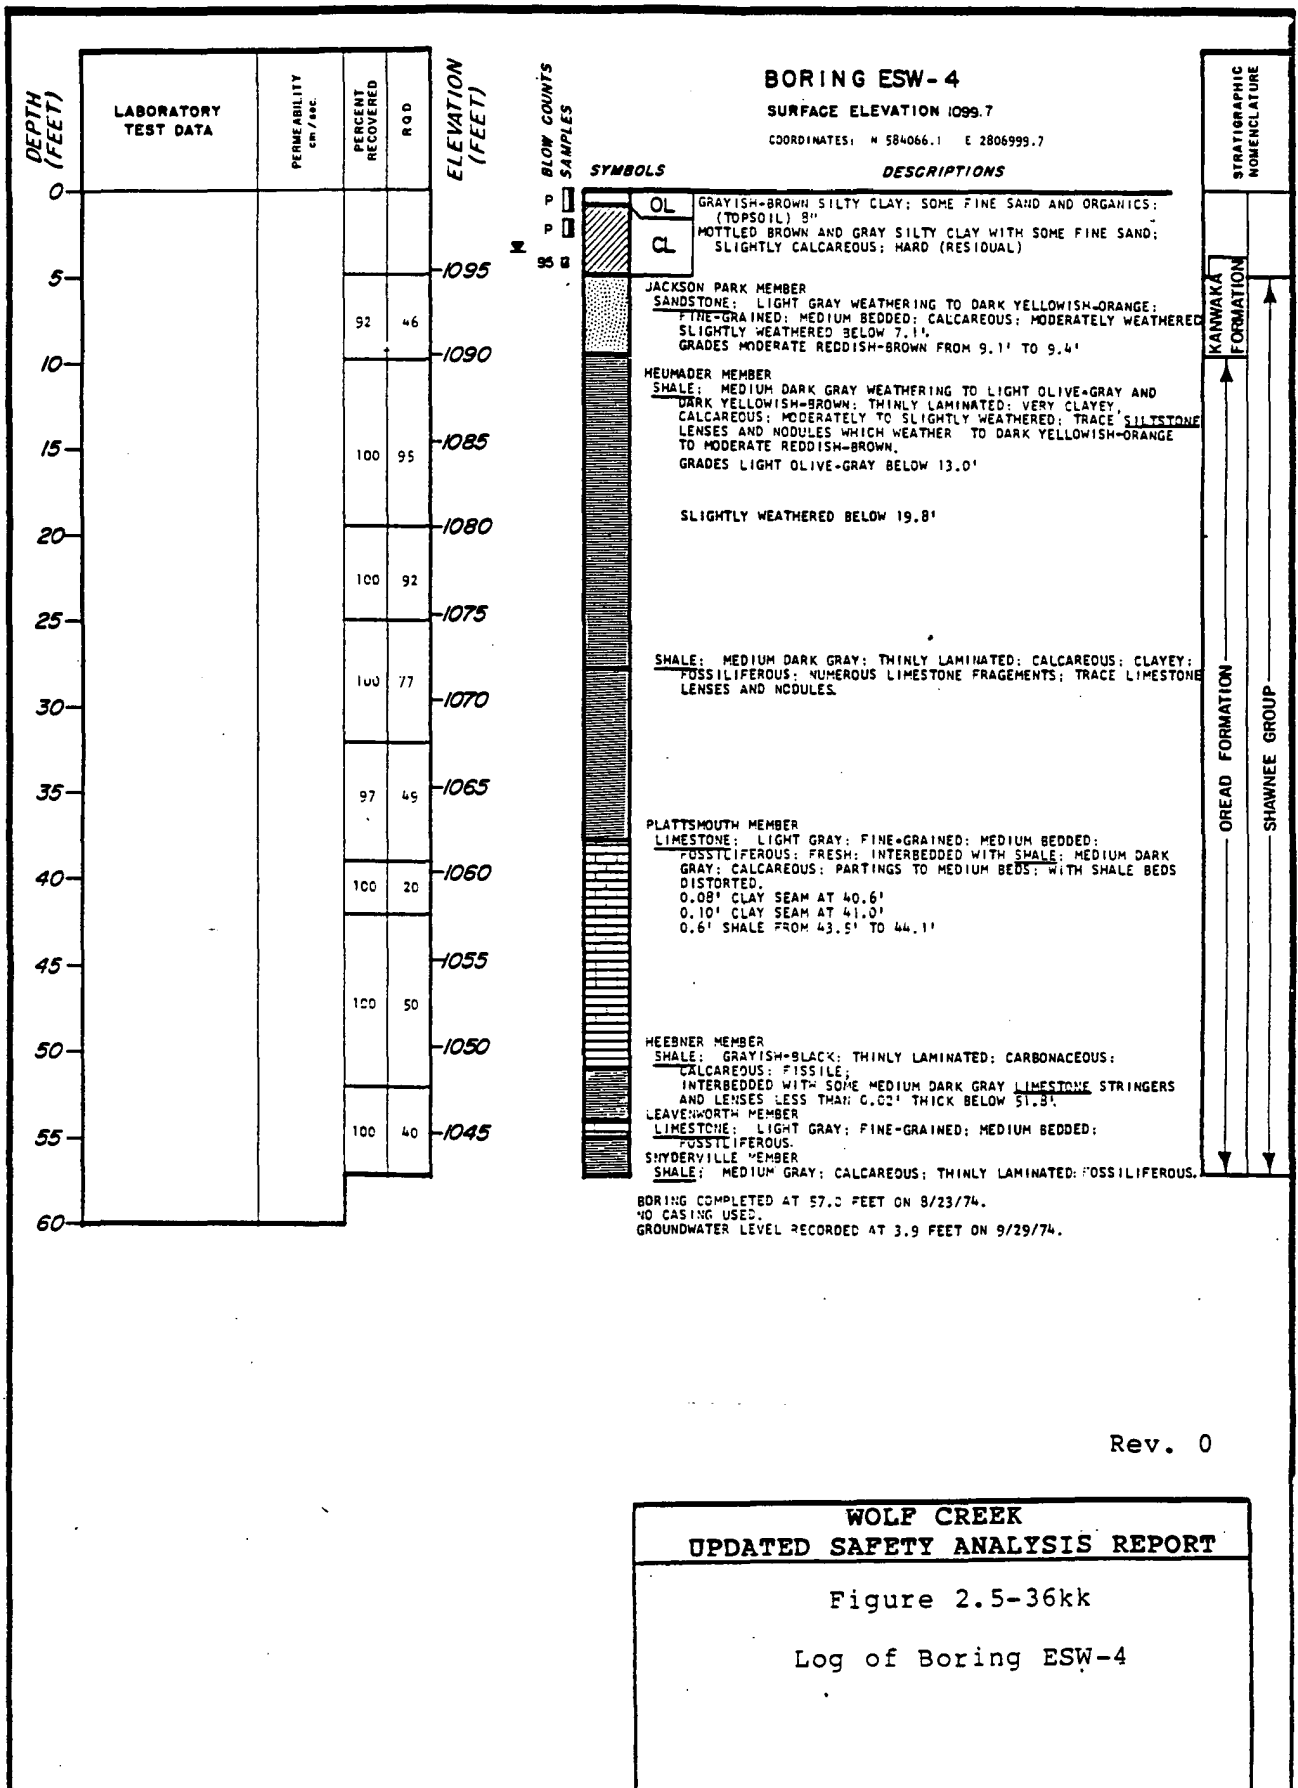 BORING ESW-4
SURFACE ELEVATION 1099.7
COORDINATES: N 584066.1 E 2806999.7
DEPTH (FEET)
LABORATORY
TEST DATA
PERMEABILITY
cm/sec.
PERCENT
RECOVERED
RQD
ELEVATION
(FEET)
BLOW COUNTS
SAMPLES
SYMBOLS
DESCRIPTIONS
STRATIGRAPHIC
NOMENCLATURE
0
5
10
15
20
25
30
35
40
45
50
55
60
92 46
100 95
100 92
100 77
97 49
100 20
100 50
100 40
1095
1090
1085
1080
1075
1070
1065
1060
1055
1050
1045
P
P
95
OL
CL
GRAYISH-BROWN SILTY CLAY; SOME FINE SAND AND ORGANICS;
(TOPSOIL) 8"
MOTTLED BROWN AND GRAY SILTY CLAY WITH SOME FINE SAND;
SLIGHTLY CALCAREOUS; HARD (RESIDUAL)
JACKSON PARK MEMBER
SANDSTONE; LIGHT GRAY WEATHERING TO DARK YELLOWISH-ORANGE;
FINE-GRAINED; MEDIUM BEDDED; CALCAREOUS; MODERATELY WEATHERED
SLIGHTLY WEATHERED BELOW 7.1'.
GRADES MODERATE REDDISH-BROWN FROM 9.1' TO 9.4'
HEUMADER MEMBER
SHALE; MEDIUM DARK GRAY WEATHERING TO LIGHT OLIVE-GRAY AND
DARK YELLOWISH-BROWN; THINLY LAMINATED; VERY CLAYEY,
CALCAREOUS; MODERATELY TO SLIGHTLY WEATHERED; TRACE SILTSTONE
LENSES AND NODULES WHICH WEATHER TO DARK YELLOWISH-ORANGE
TO MODERATE REDDISH-BROWN.
GRADES LIGHT OLIVE-GRAY BELOW 13.0'
SLIGHTLY WEATHERED BELOW 19.8'
SHALE; MEDIUM DARK GRAY; THINLY LAMINATED; CALCAREOUS; CLAYEY;
FOSSILIFEROUS; NUMEROUS LIMESTONE FRAGEMENTS; TRACE LIMESTONE
LENSES AND NODULES.
PLATTSMOUTH MEMBER
LIMESTONE; LIGHT GRAY; FINE-GRAINED; MEDIUM BEDDED;
FOSSILIFEROUS; FRESH; INTERBEDDED WITH SHALE; MEDIUM DARK
GRAY; CALCAREOUS; PARTINGS TO MEDIUM BEDS; WITH SHALE BEDS
DISTORTED.
0.08' CLAY SEAM AT 40.6'
0.10' CLAY SEAM AT 41.0'
0.6' SHALE FROM 43.5' TO 44.1'
HEEBNER MEMBER
SHALE; GRAYISH-BLACK; THINLY LAMINATED; CARBONACEOUS;
CALCAREOUS; FISSILE;
INTERBEDDED WITH SOME MEDIUM DARK GRAY LIMESTONE STRINGERS
AND LENSES LESS THAN 0.02' THICK BELOW 51.8'.
LEAVENWORTH MEMBER
LIMESTONE; LIGHT GRAY; FINE-GRAINED; MEDIUM BEDDED;
FOSSILIFEROUS.
SNYDERVILLE MEMBER
SHALE; MEDIUM GRAY; CALCAREOUS; THINLY LAMINATED; FOSSILIFEROUS.
BORING COMPLETED AT FEET ON 8/23/74.
NO CASING USED.
GROUNDWATER LEVEL RECORDED AT 3.9 FEET ON 9/29/74.
KANWAKA
FORMATION
OREAD FORMATION
SHAWNEE GROUP
Rev. 0
WOLF CREEK
UPDATED SAFETY ANALYSIS REPORT
Figure 2.5-36kk
Log of Boring ESW-4